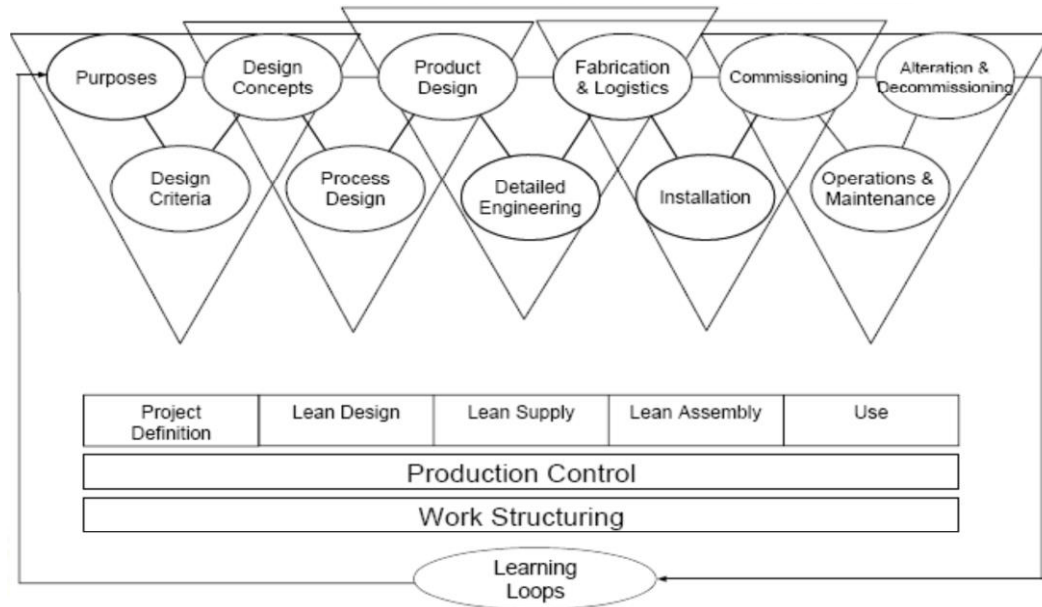 Purposes
Design
Concepts
Product
Design
Fabrication
& Logistics
Commissioning
Alteration &
Decommissioning
Design
Criteria
Process
Design
Detailed
Engineering
Installation
Operations &
Maintenance
Project
Definition
Lean Design
Lean Supply
Lean Assembly
Use
Production Control
Work Structuring
Learning
Loops